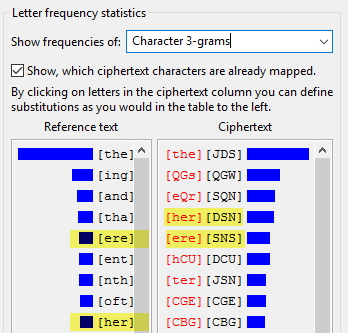 Letter frequency statistics
Show frequencies of: Character 3-grams
Show, which ciphertext characters are already mapped.
By clicking on letters in the ciphertext column you can define
substitutions as you would in the table to the left.
Reference text Ciphertext
[the] [the][JDS]
[ing] [QGs][QGW]
[and] [eQr][SQN]
[tha] [her][DSN]
[ere] [ere][SNS]
[ent] [hCU][DCU]
[nth] [ter][JSN]
[oft] [CGE][CGE]
[her] [CBG][CBG]